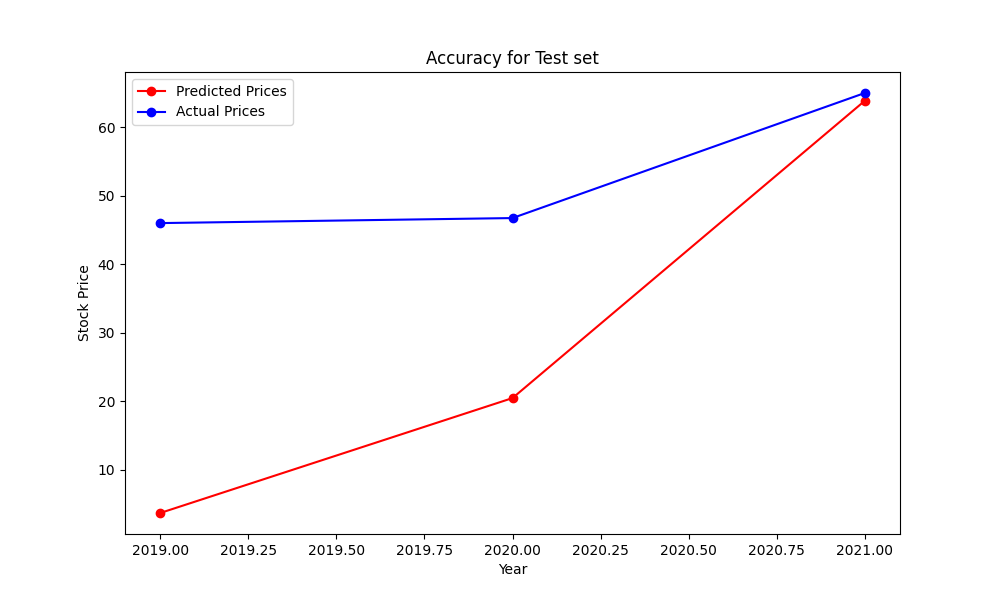 Accuracy for Test set
Predicted Prices
Actual Prices
Stock Price
60
50
40
30
20
10
2019.00 2019.25 2019.50 2019.75 2020.00 2020.25 2020.50 2020.75 2021.00
Year